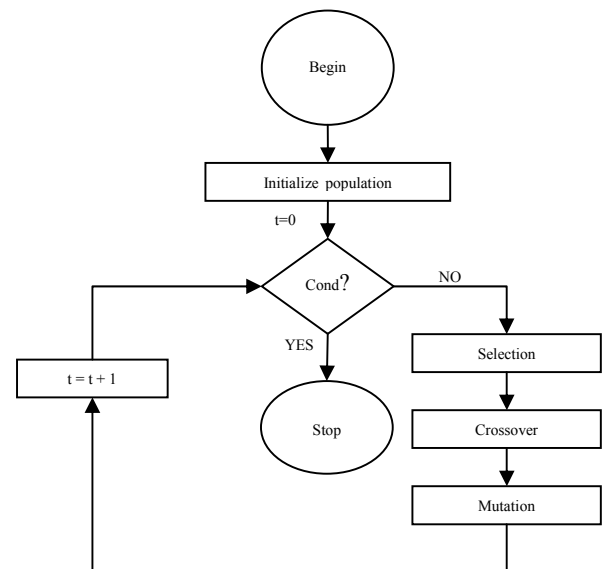 Begin
Initialize population
t=0
Cond?
NO
YES
Selection
t = t + 1
Stop
Crossover
Mutation